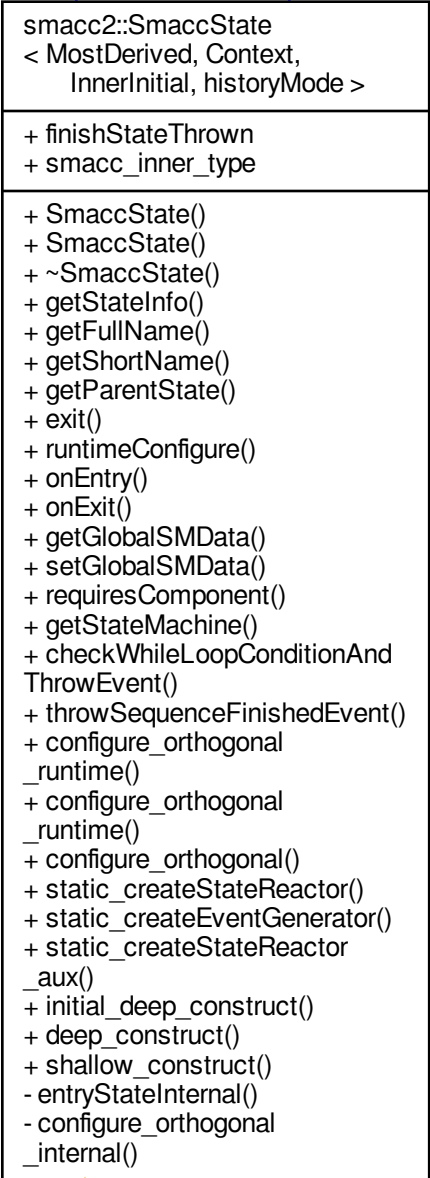 smacc2::SmaccState
< MostDerived, Context,
InnerInitial, historyMode >
+ finishStateThrown
+ smacc_inner_type
+ SmaccState()
+ SmaccState()
+ ~SmaccState()
+ getStateInfo()
+ getFullName()
+ getShortName()
+ getParentState()
+ exit()
+ runtimeConfigure()
+ onEntry()
+ onExit()
+ getGlobalSMData()
+ setGlobalSMData()
+ requiresComponent()
+ getStateMachine()
+ checkWhileLoopConditionAnd
ThrowEvent()
+ throwSequenceFinishedEvent()
+ configure_orthogonal
_runtime()
+ configure_orthogonal
_runtime()
+ configure_orthogonal()
+ static_createStateReactor()
+ static_createEventGenerator()
+ static_createStateReactor
_aux()
+ initial_deep_construct()
+ deep_construct()
+ shallow_construct()
- entryStateInternal()
- configure_orthogonal
_internal()